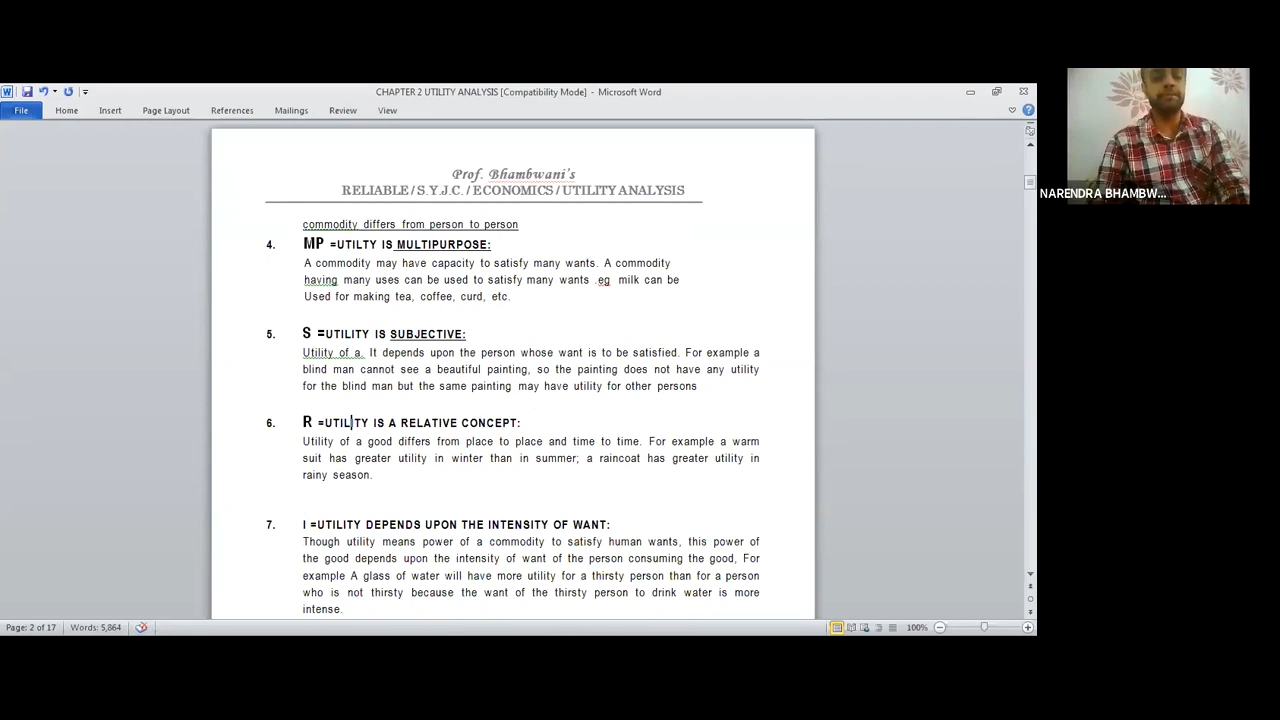 CHAPTER 2 UTILITY ANALYSIS [Compatibility Mode] - Microsoft Word
File Home Insert Page Layout References Mailings Review View
Prof. Bhambwani's
RELIABLE / S.Y.J.C. / ECONOMICS / UTILITY ANALYSIS
commodity differs from person to person
4. MP =UTILTY IS MULTIPURPOSE:
A commodity may have capacity to satisfy many wants. A commodity
having many uses can be used to satisfy many wants .eg milk can be
Used for making tea, coffee, curd, etc.
5. S =UTILITY IS SUBJECTIVE:
Utility of a. It depends upon the person whose want is to be satisfied. For example a
blind man cannot see a beautiful painting, so the painting does not have any utility
for the blind man but the same painting may have utility for other persons
6. R =UTILITY IS A RELATIVE CONCEPT:
Utility of a good differs from place to place and time to time. For example a warm
suit has greater utility in winter than in summer; a raincoat has greater utility in
rainy season.
7. I =UTILITY DEPENDS UPON THE INTENSITY OF WANT:
Though utility means power of a commodity to satisfy human wants, this power of
the good depends upon the intensity of want of the person consuming the good, For
example A glass of water will have more utility for a thirsty person than for a person
who is not thirsty because the want of the thirsty person to drink water is more
intense.
Page: 2 of 17 Words: 5,864 100%
NARENDRA BHAMBW...